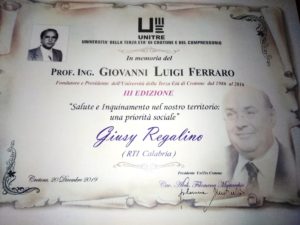 UNITRE
UNIVERSITÀ DELLA TERZA ETÀ DI CROTONE E DEL COMPRENSORIO
In memoria del
PROF. ING. GIOVANNI LUIGI FERRARO
Fondatore e Presidente dell'Università della Terza Età di Crotone dal 1986 al 2016
III EDIZIONE
"Salute e Inquinamento nel nostro territorio:
una priorità sociale"
Giusy Regalino
(RTI Calabria)
Crotone, 20 Dicembre 2019
Presidente UniTre Crotone